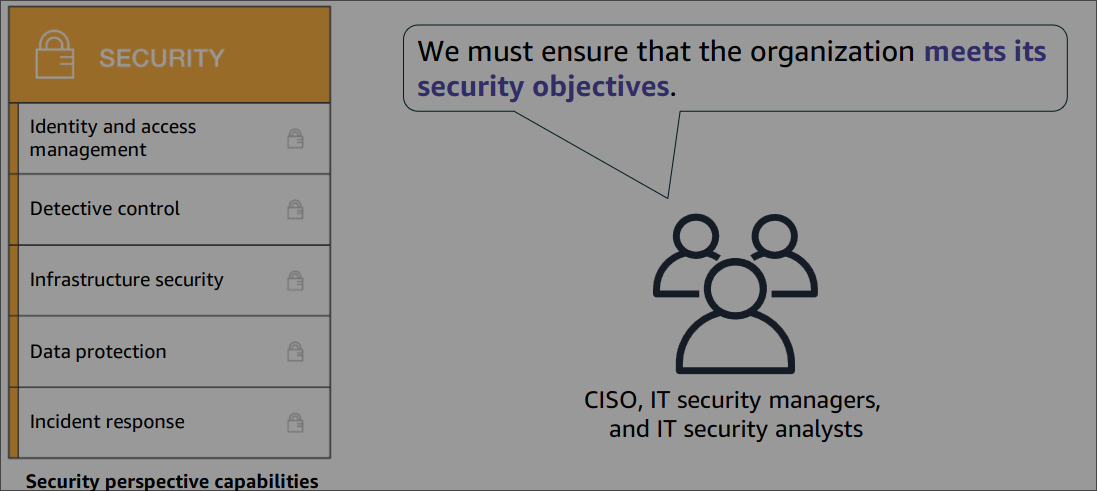 SECURITY
Identity and access
management
Detective control
Infrastructure security
Data protection
Incident response
Security perspective capabilities
We must ensure that the organization meets its
security objectives.
CISO, IT security managers,
and IT security analysts